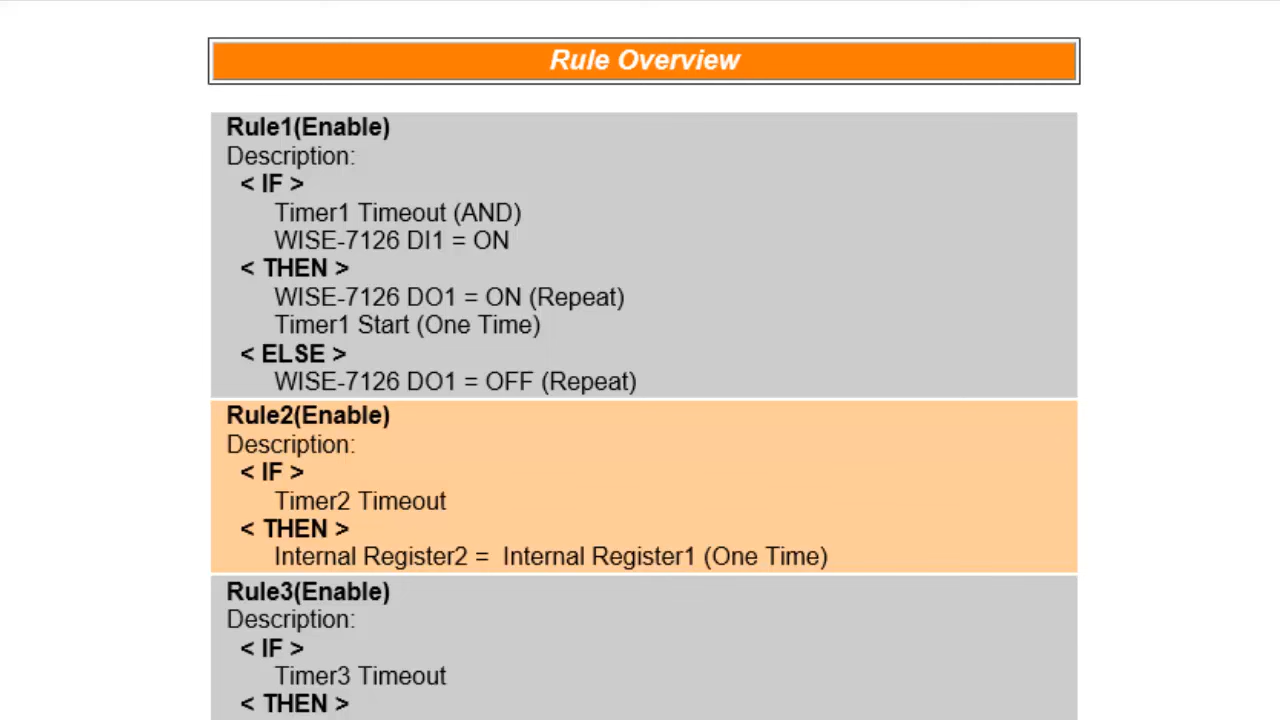 Rule Overview
Rule1(Enable)
Description:
< IF >
Timer1 Timeout (AND)
WISE-7126 DI1 = ON
< THEN >
WISE-7126 DO1 = ON (Repeat)
Timer1 Start (One Time)
< ELSE >
WISE-7126 DO1 = OFF (Repeat)
Rule2(Enable)
Description:
< IF >
Timer2 Timeout
< THEN >
Internal Register2 = Internal Register1 (One Time)
Rule3(Enable)
Description:
< IF >
Timer3 Timeout
< THEN >